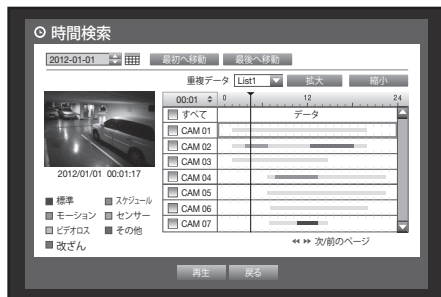 時間検索
2012-01-01 最初へ移動 最後へ移動
重複データ List1 拡大 縮小
00:01 0 12 24
すべて データ
CAM 01
CAM 02
CAM 03
CAM 04
CAM 05
CAM 06
CAM 07
2012/01/01 00:01:17
標準 スケジュール
モーション センサー
ビデオロス その他
改ざん
次/前のページ
再生 戻る